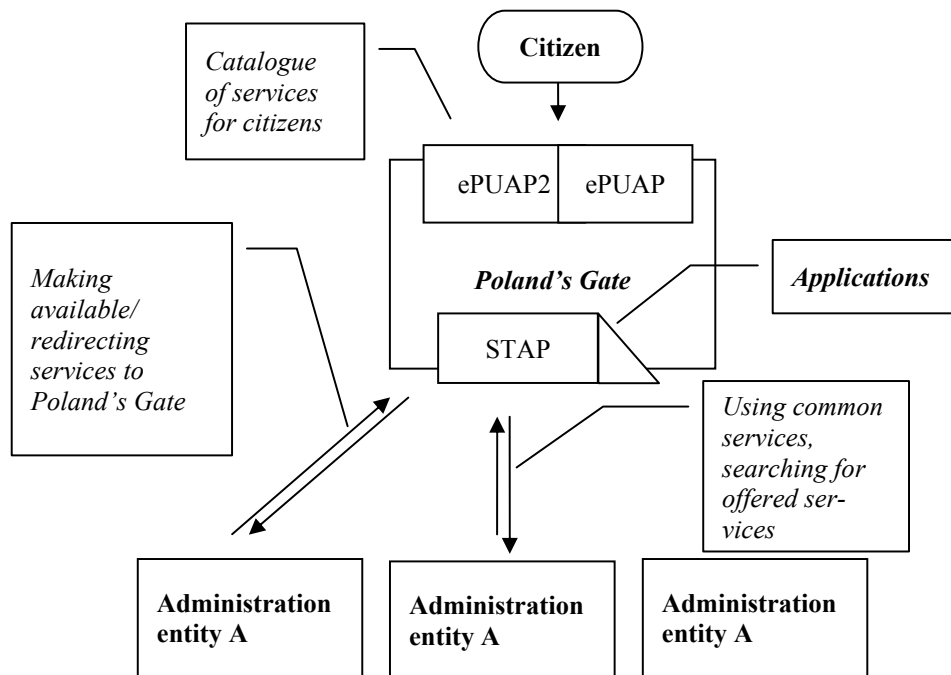 Citizen
Catalogue
of services
for citizens
ePUAP2
ePUAP
Making
available/
redirecting
services to
Poland's Gate
Poland's Gate
Applications
STAP
Using common
services,
searching for
offered ser-
vices
Administration
entity A
Administration
entity A
Administration
entity A